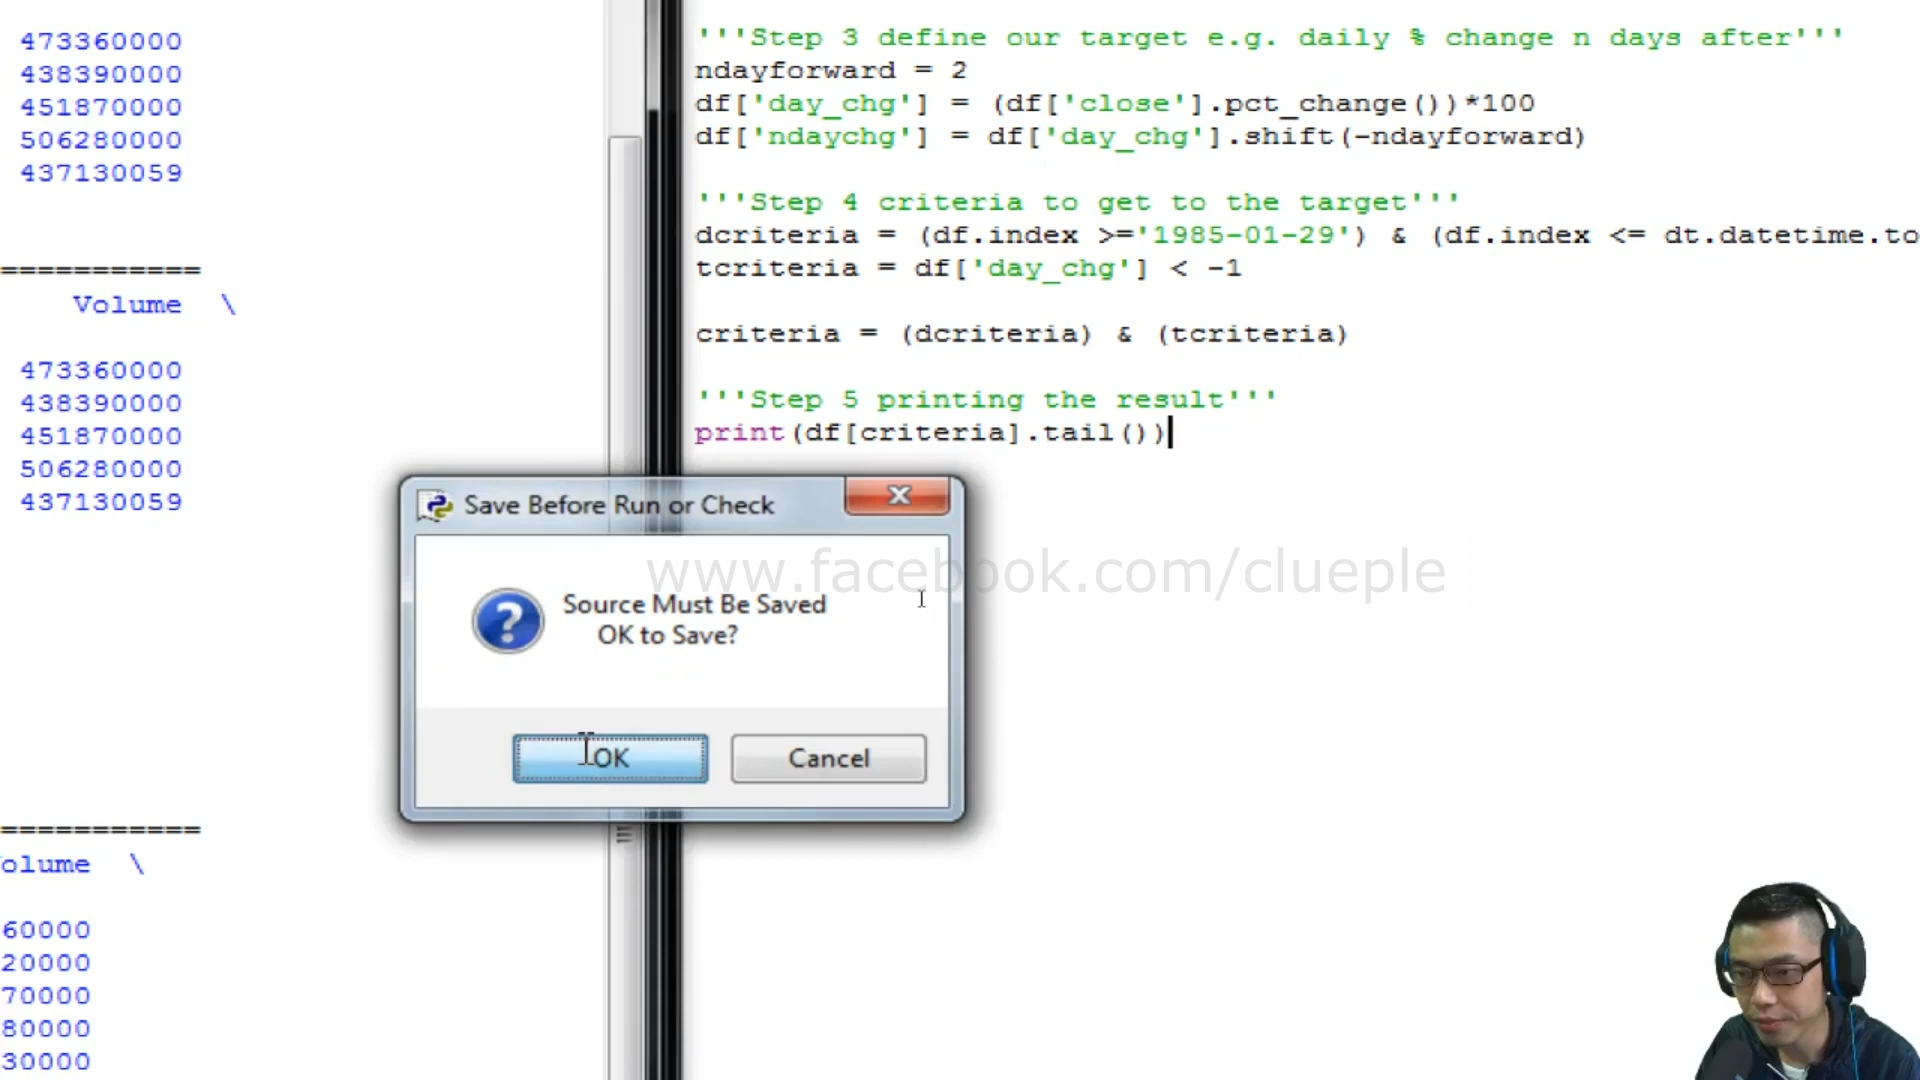 473360000
438390000
451870000
506280000
437130059
===========
Volume \
473360000
438390000
451870000
506280000
437130059
===========
olume \
60000
20000
70000
80000
30000
'''Step 3 define our target e.g. daily % change n days after'''
ndayforward = 2
df['day_chg'] = (df['close'].pct_change())*100
df['ndaychg'] = df['day_chg'].shift(-ndayforward)
'''Step 4 criteria to get to the target'''
dcriteria = (df.index >='1985-01-29') & (df.index <= dt.datetime.to
tcriteria = df['day_chg'] < -1
criteria = (dcriteria) & (tcriteria)
'''Step 5 printing the result'''
print(df[criteria].tail())
Save Before Run or Check
Source Must Be Saved
OK to Save?
OK
Cancel
www.facebook.com/clueple